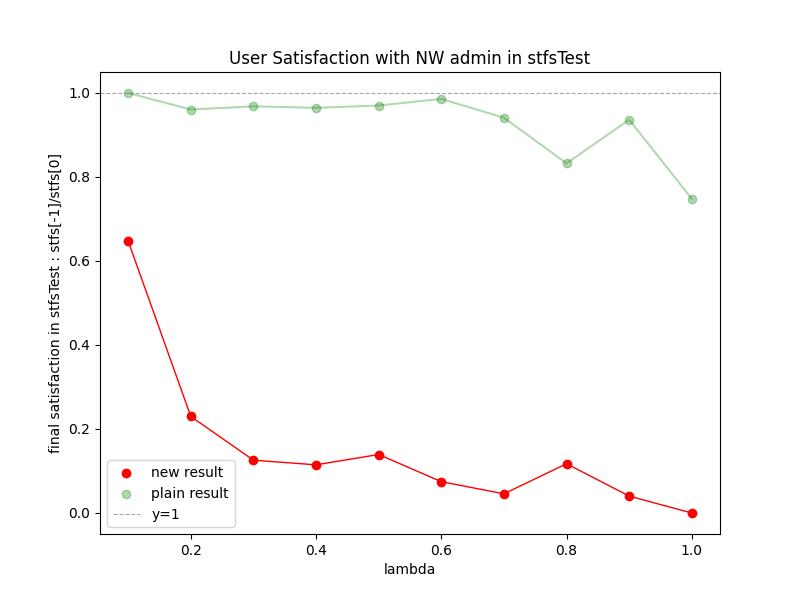 User Satisfaction with NW admin in stfsTest
final satisfaction in stfsTest : stfs[-1]/stfs[0]
1.0
0.8
0.6
0.4
0.2
0.0
new result
plain result
y=1
0.2 0.4 0.6 0.8 1.0
lambda